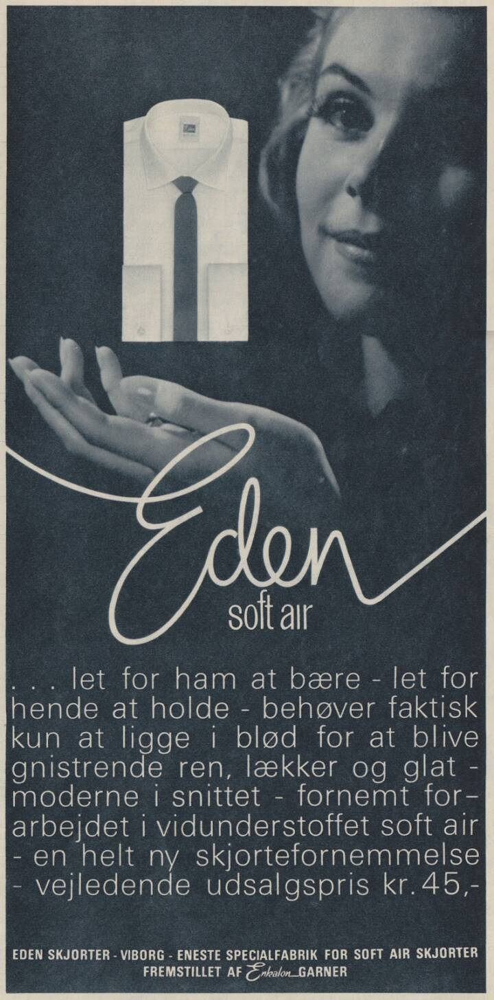 Eden
soft air
. . . let for ham at bære - let for
hende at holde - behøver faktisk
kun at ligge i blød for at blive
gnistrende ren, lækker og glat -
moderne i snittet - fornemt for-
arbejdet i vidunderstoffet soft air
- en helt ny skjortefornemmelse
- vejledende udsalgspris kr. 45,-
EDEN SKJORTER - VIBORG - ENESTE SPECIALFABRIK FOR SOFT AIR SKJORTER
FREMSTILLET AF Enkalon GARNER